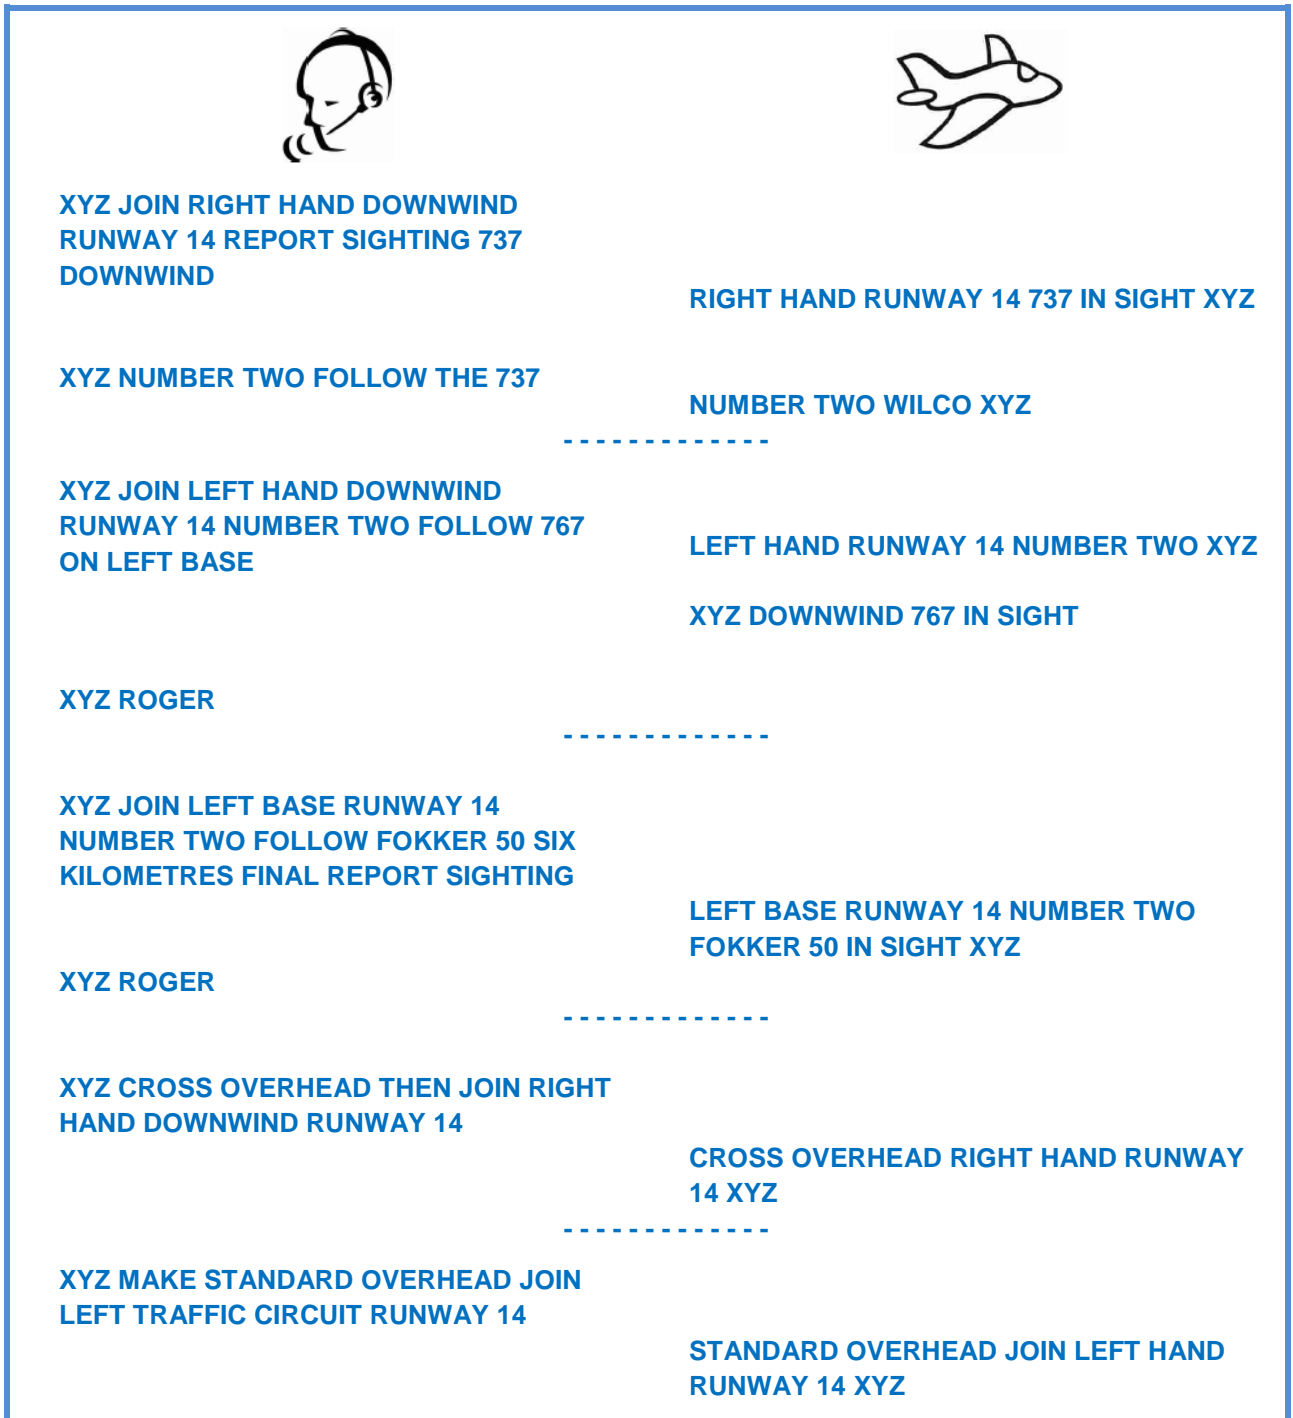 XYZ JOIN RIGHT HAND DOWNWIND
RUNWAY 14 REPORT SIGHTING 737
DOWNWIND
RIGHT HAND RUNWAY 14 737 IN SIGHT XYZ
XYZ NUMBER TWO FOLLOW THE 737
NUMBER TWO WILCO XYZ
- - - - - - - - - - - - -
XYZ JOIN LEFT HAND DOWNWIND
RUNWAY 14 NUMBER TWO FOLLOW 767
ON LEFT BASE
LEFT HAND RUNWAY 14 NUMBER TWO XYZ
XYZ DOWNWIND 767 IN SIGHT
XYZ ROGER
- - - - - - - - - - - - -
XYZ JOIN LEFT BASE RUNWAY 14
NUMBER TWO FOLLOW FOKKER 50 SIX
KILOMETRES FINAL REPORT SIGHTING
LEFT BASE RUNWAY 14 NUMBER TWO
FOKKER 50 IN SIGHT XYZ
XYZ ROGER
- - - - - - - - - - - - -
XYZ CROSS OVERHEAD THEN JOIN RIGHT
HAND DOWNWIND RUNWAY 14
CROSS OVERHEAD RIGHT HAND RUNWAY
14 XYZ
- - - - - - - - - - - - -
XYZ MAKE STANDARD OVERHEAD JOIN
LEFT TRAFFIC CIRCUIT RUNWAY 14
STANDARD OVERHEAD JOIN LEFT HAND
RUNWAY 14 XYZ